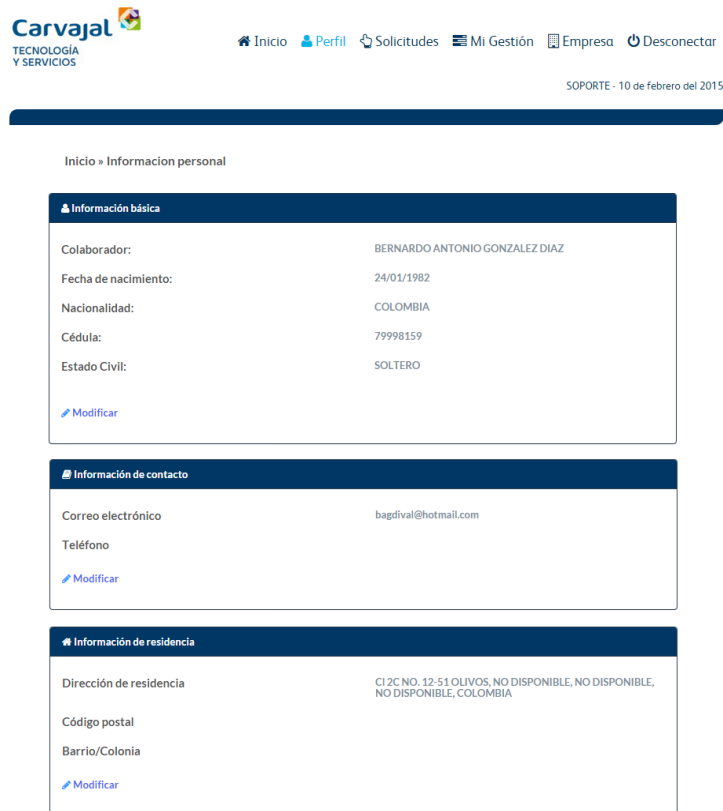 Carvajal
TECNOLOGÍA
Y SERVICIOS
Inicio Perfil Solicitudes Mi Gestión Empresa Desconectar
SOPORTE - 10 de febrero del 2015
Inicio » Informacion personal
Información básica
Colaborador: BERNARDO ANTONIO GONZALEZ DIAZ
Fecha de nacimiento: 24/01/1982
Nacionalidad: COLOMBIA
Cédula: 79998159
Estado Civil: SOLTERO
Modificar
Información de contacto
Correo electrónico bagdival@hotmail.com
Teléfono
Modificar
Información de residencia
Dirección de residencia Cl 2C NO. 12-51 OLIVOS, NO DISPONIBLE, NO DISPONIBLE,
NO DISPONIBLE, COLOMBIA
Código postal
Barrio/Colonia
Modificar